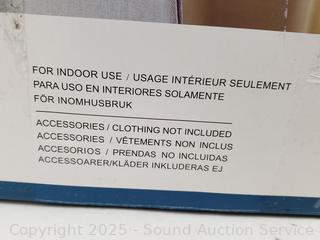 FOR INDOOR USE / USAGE INTÉRIEUR SEULEMENT
PARA USO EN INTERIORES SOLAMENTE
FÖR INOMHUSBRUK
ACCESSORIES / CLOTHING NOT INCLUDED
ACCESSORIES / VÊTEMENTS NON INCLUS
ACCESORIOS / PRENDAS NO INCLUIDAS
ACCESSOARER/KLÄDER INKLUDERAS EJ
Copyright 2025 - Sound Auction Service